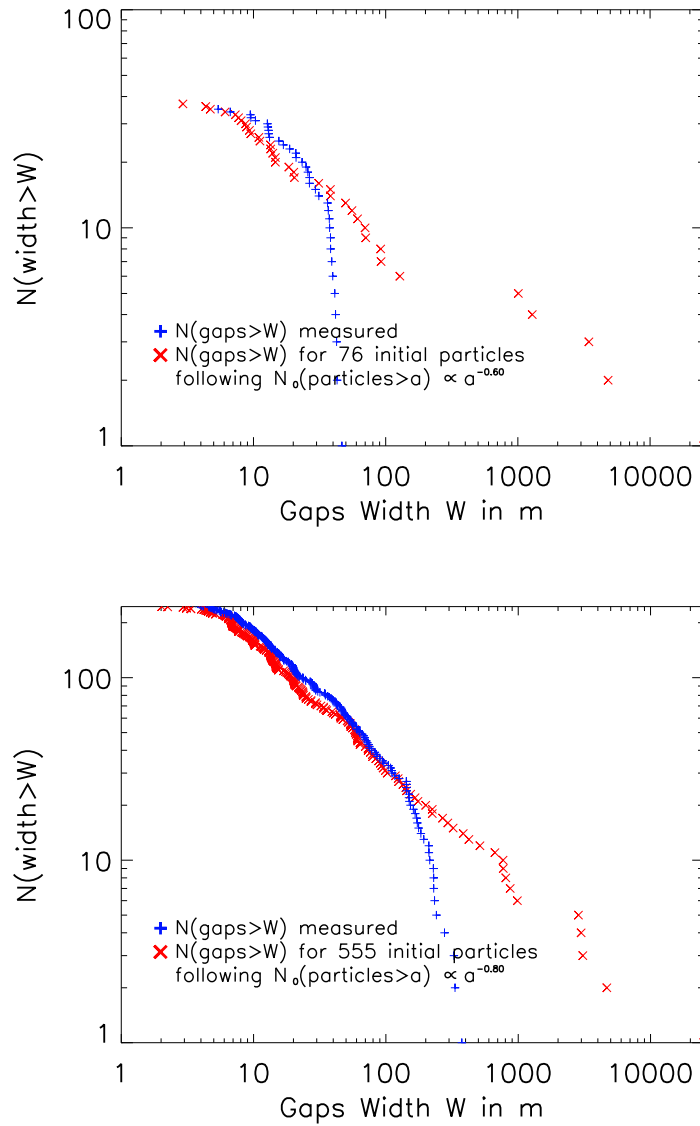 100
10
1
N(width>W)
+ N(gaps>W) measured
× N(gaps>W) for 76 initial particles
following N₀(particles>a) ∝ a⁻⁰·⁶⁰
1 10 100 1000 10000
Gaps Width W in m
100
10
1
N(width>W)
+ N(gaps>W) measured
× N(gaps>W) for 555 initial particles
following N₀(particles>a) ∝ a⁻⁰·⁸⁰
1 10 100 1000 10000
Gaps Width W in m